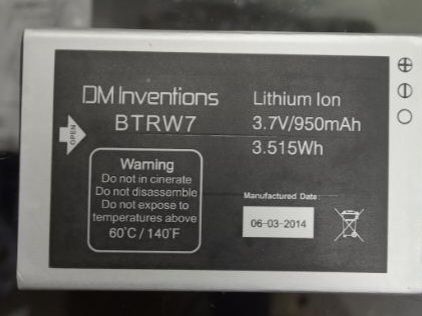 DM Inventions
BTRW7
OPEN
Lithium Ion
3.7V/950mAh
3.515Wh
Warning
Do not in cinerate
Do not disassemble
Do not expose to
temperatures above
60°C / 140°F
Manufactured Date:
06-03-2014